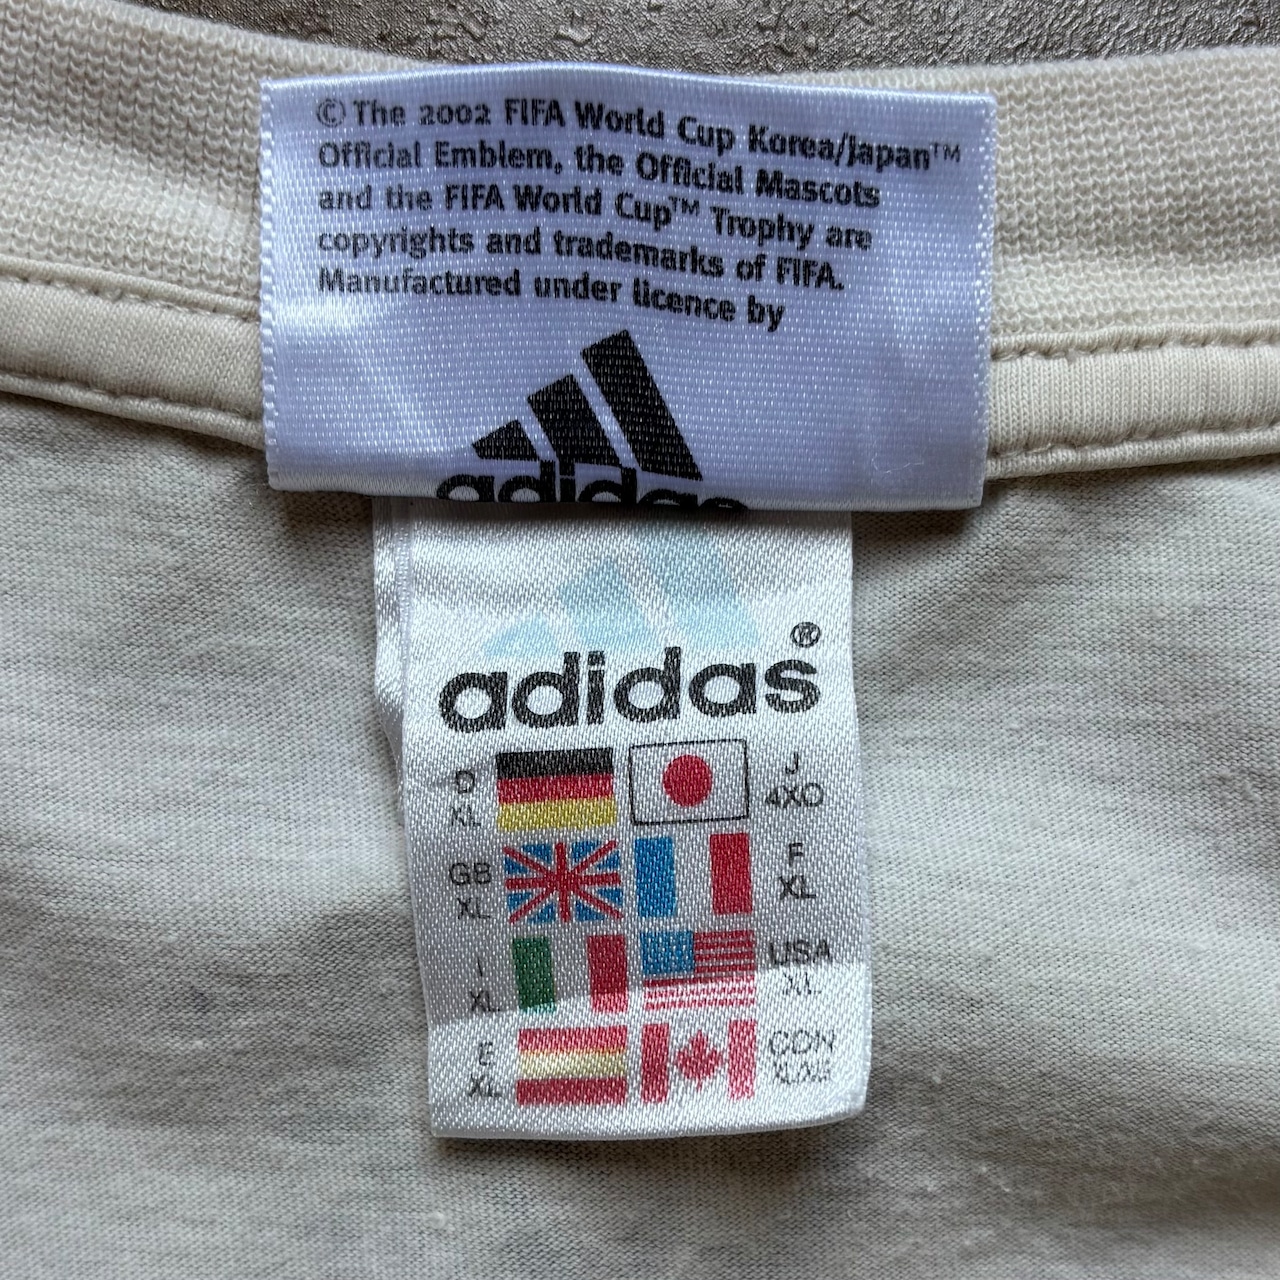 © The 2002 FIFA World Cup Korea/Japan™
Official Emblem, the Official Mascots
and the FIFA World Cup™ Trophy are
copyrights and trademarks of FIFA.
Manufactured under licence by
adidas
adidas®
D XL
J 4XO
GB XL
F XL
I XL
USA XL
E XL
CDN